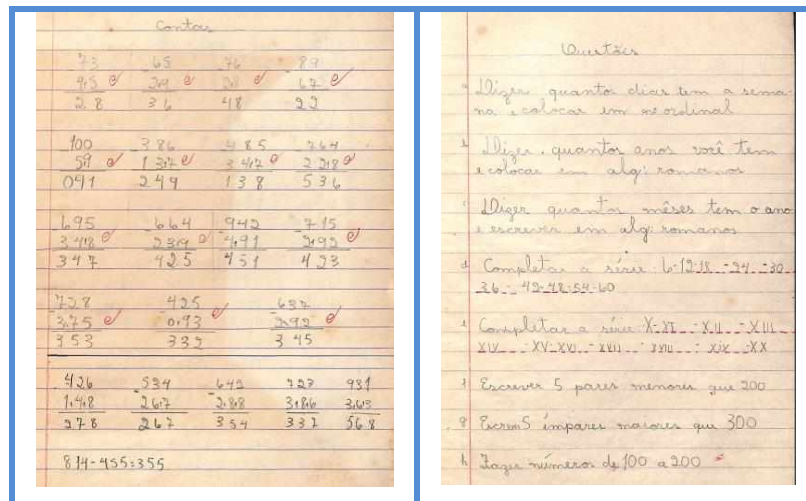 Contas
73 65 76 89
45 29 28 67
28 36 48 22
100 386 485 764
59 137 347 228
041 249 138 536
695 664 942 715
348 239 491 292
347 425 451 423
728 425 637
375 093 292
353 332 345
426 534 642 723 931
148 267 288 386 363
278 267 354 337 568
814-455=355
Questões
a Dizer quantos dias tem a sema-
na e colocar em nº ordinal
b Dizer quantos anos você tem
e colocar em alg: romanos
c Dizer quantos mêses tem o ano
e escrever em alg: romanos
d Completar a série: 6-12-18-24-30
36-42-48-54-60
e Completar a série X-XI-XII-XIII
XIV-XV-XVI-XVII-XVIII-XIX-XX
f Escrever 5 pares menores que 200
g Escrever 5 ímpares maiores que 300
h Fazer números de 100 a 200